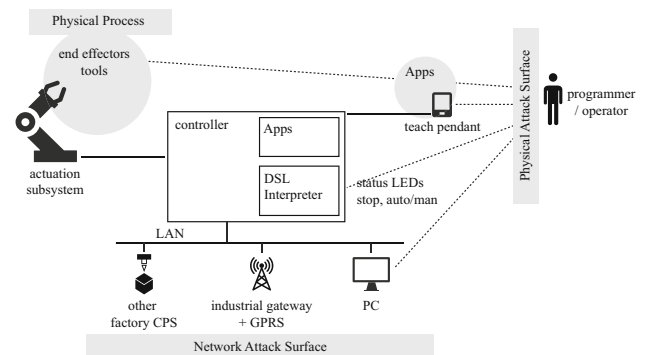 Physical Process
end effectors
tools
Apps
controller
Apps
teach pendant
DSL
Interpreter
status LEDs
stop, auto/man
actuation
subsystem
Physical Attack Surface
programmer
/ operator
LAN
other
factory CPS
industrial gateway
+ GPRS
PC
Network Attack Surface